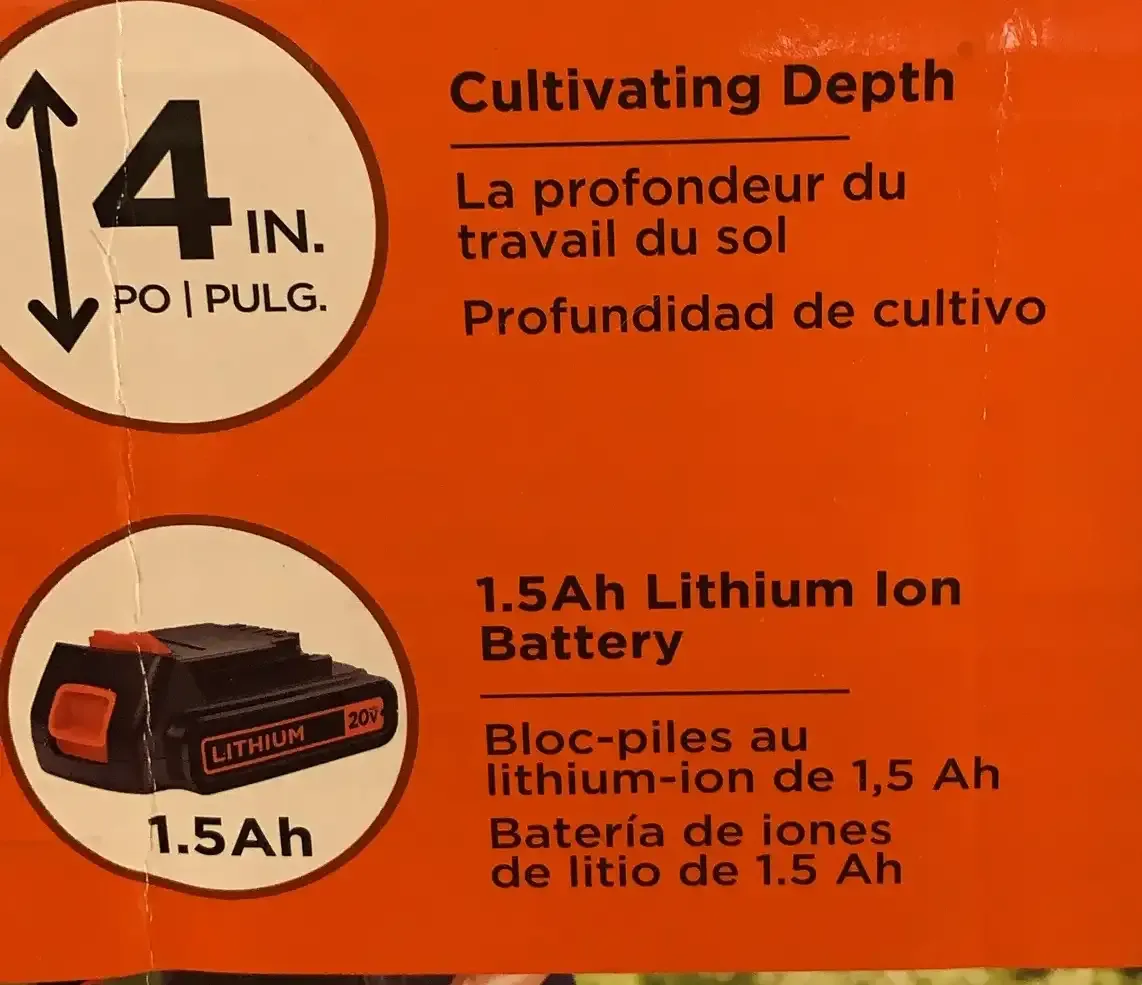 4 IN.
PO | PULG.
Cultivating Depth
La profondeur du
travail du sol
Profundidad de cultivo
LITHIUM 20V
1.5Ah
1.5Ah Lithium Ion
Battery
Bloc-piles au
lithium-ion de 1,5 Ah
Batería de iones
de litio de 1.5 Ah